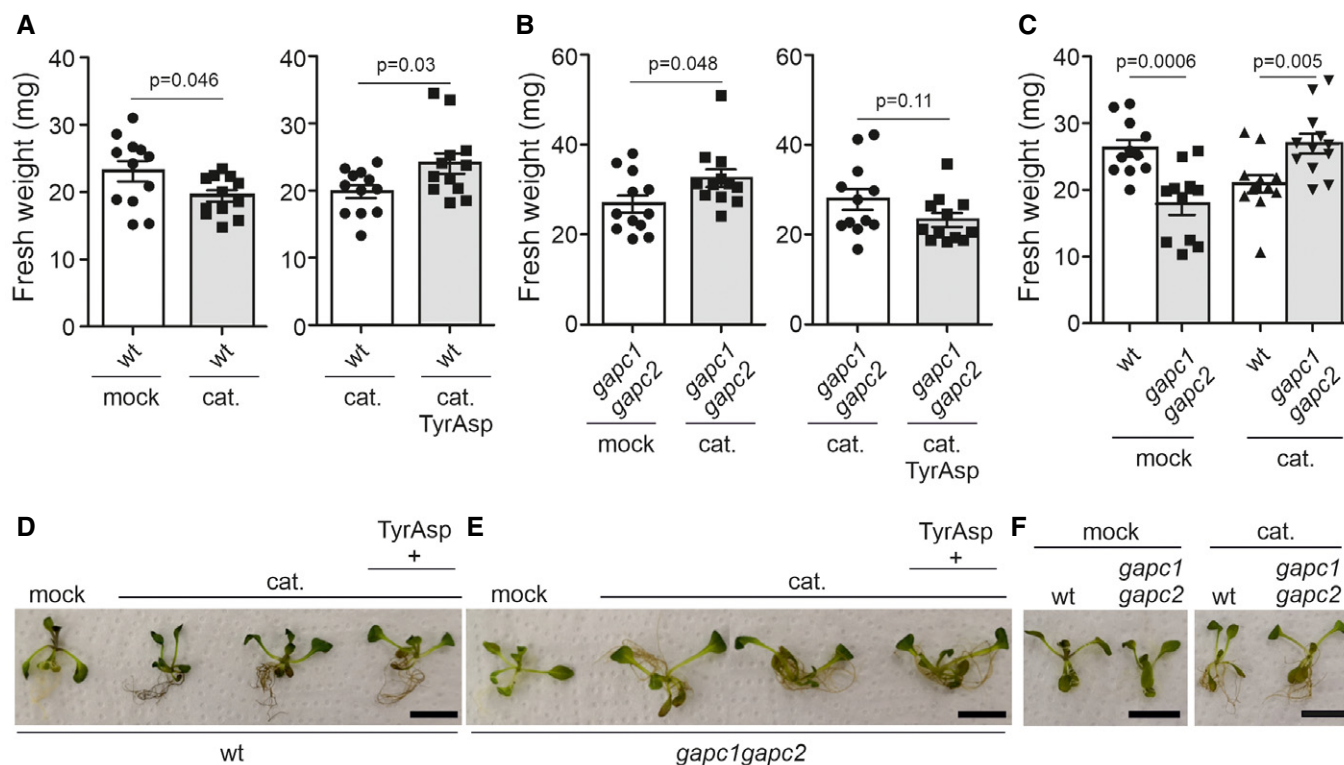 A
Fresh weight (mg)
40
30
20
10
0
p=0.046
wt
wt
mock
cat.
40
30
20
10
0
p=0.03
wt
wt
cat.
cat.
TyrAsp
B
Fresh weight (mg)
60
40
20
0
p=0.048
gapc1
gapc2
gapc1
gapc2
mock
cat.
60
40
20
0
p=0.11
gapc1
gapc2
gapc1
gapc2
cat.
cat.
TyrAsp
C
Fresh weight (mg)
40
30
20
10
0
p=0.0006
p=0.005
wt
gapc1
gapc2
wt
gapc1
gapc2
mock
cat.
D
TyrAsp
+
mock
cat.
wt
E
TyrAsp
+
mock
cat.
gapc1gapc2
F
mock
cat.
wt
gapc1
gapc2
wt
gapc1
gapc2